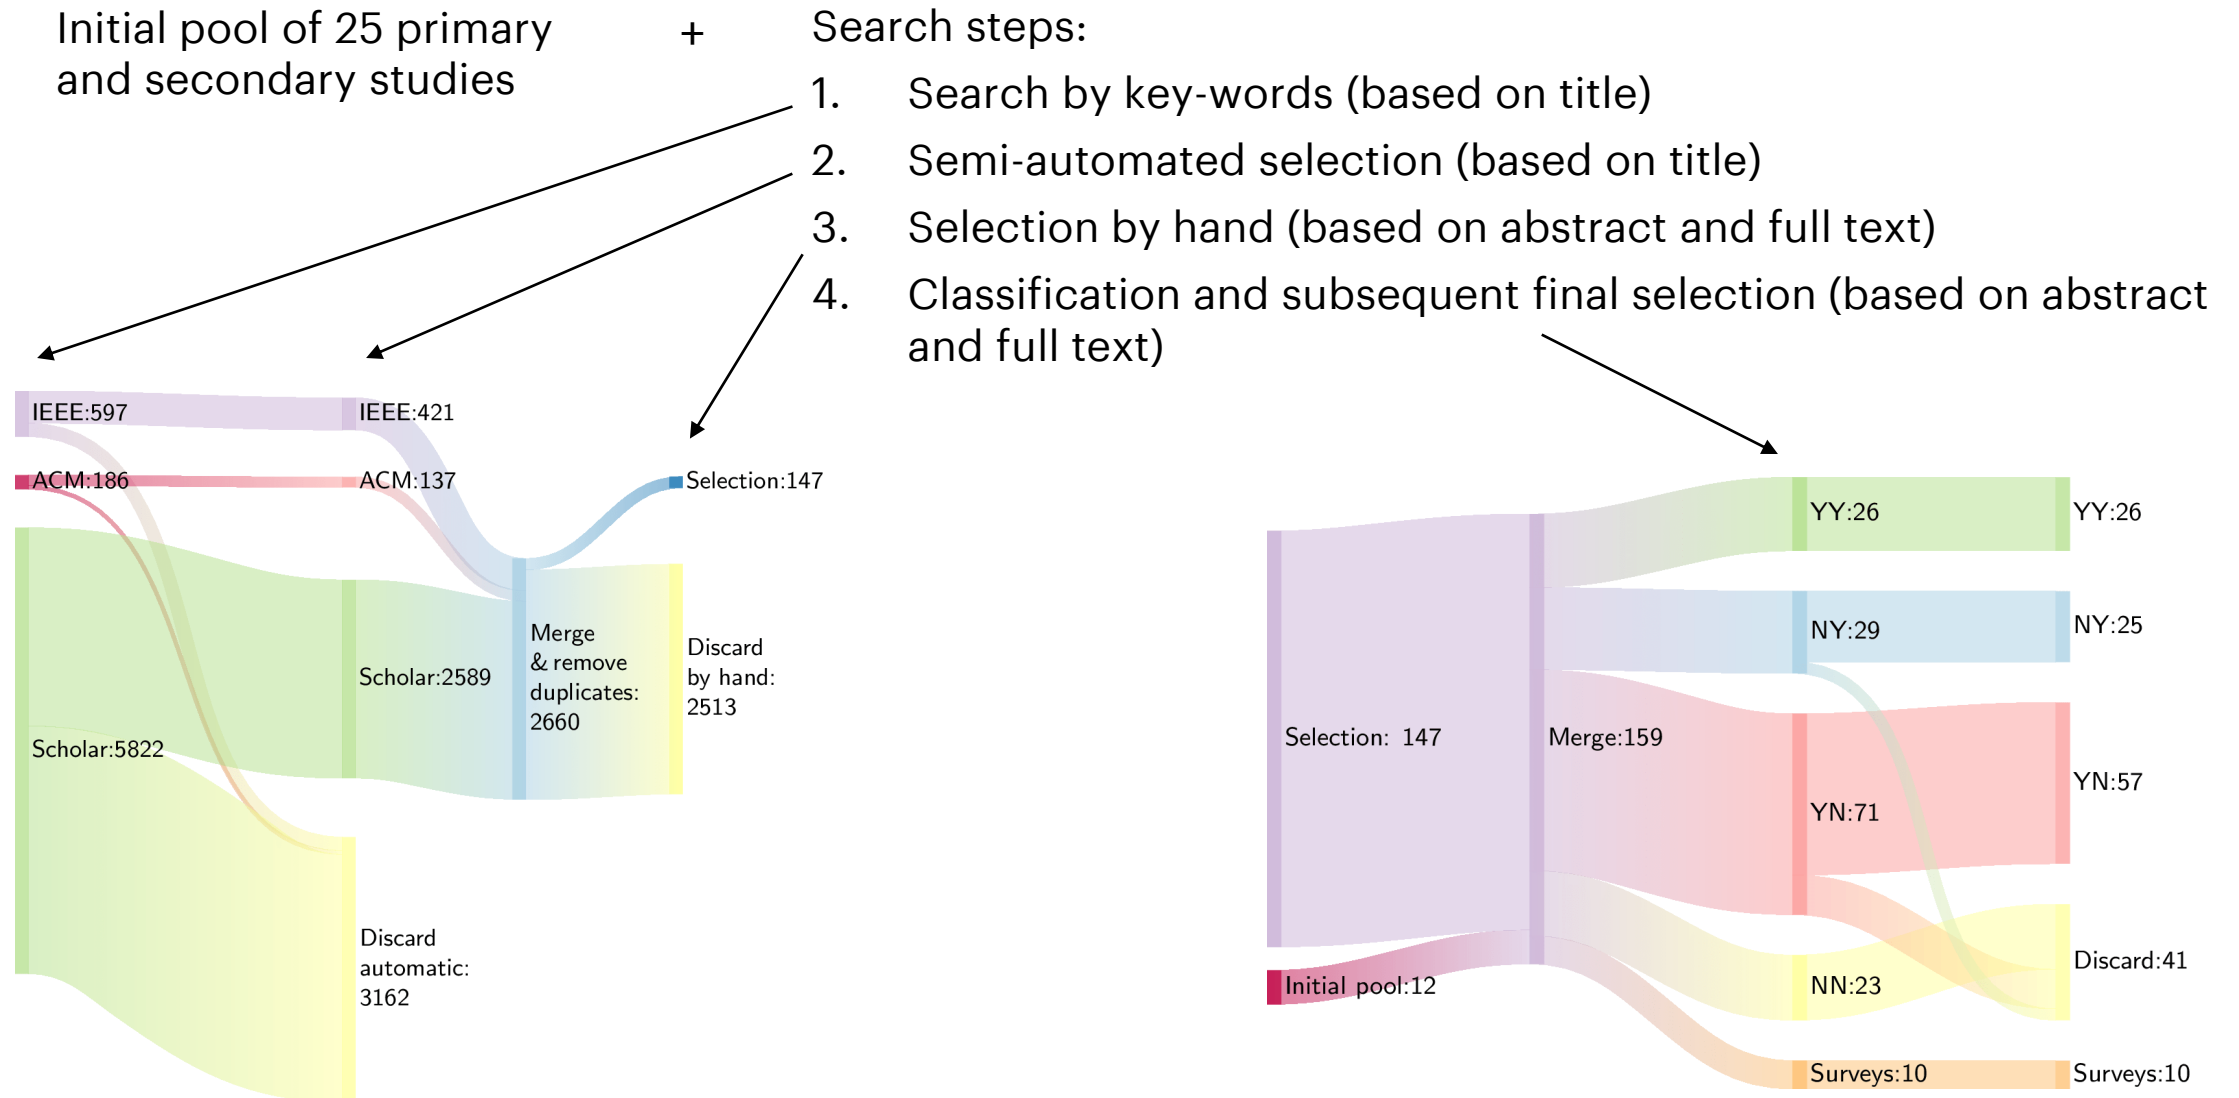 Initial pool of 25 primary
and secondary studies
+
Search steps:
1. Search by key-words (based on title)
2. Semi-automated selection (based on title)
3. Selection by hand (based on abstract and full text)
4. Classification and subsequent final selection (based on abstract
and full text)
IEEE:597
ACM:186
Scholar:5822
IEEE:421
ACM:137
Scholar:2589
Discard
automatic:
3162
Merge
& remove
duplicates:
2660
Selection:147
Discard
by hand:
2513
Selection: 147
Initial pool:12
Merge:159
YY:26
NY:29
YN:71
NN:23
Surveys:10
YY:26
NY:25
YN:57
Discard:41
Surveys:10